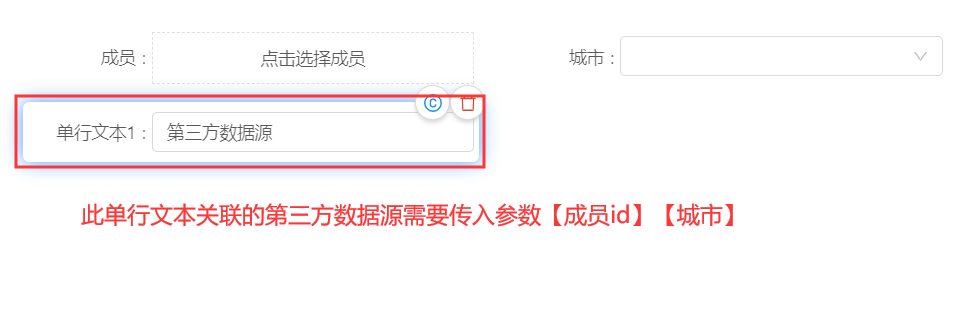 成员： 点击选择成员 城市：
© 
单行文本1： 第三方数据源
此单行文本关联的第三方数据源需要传入参数【成员id】【城市】